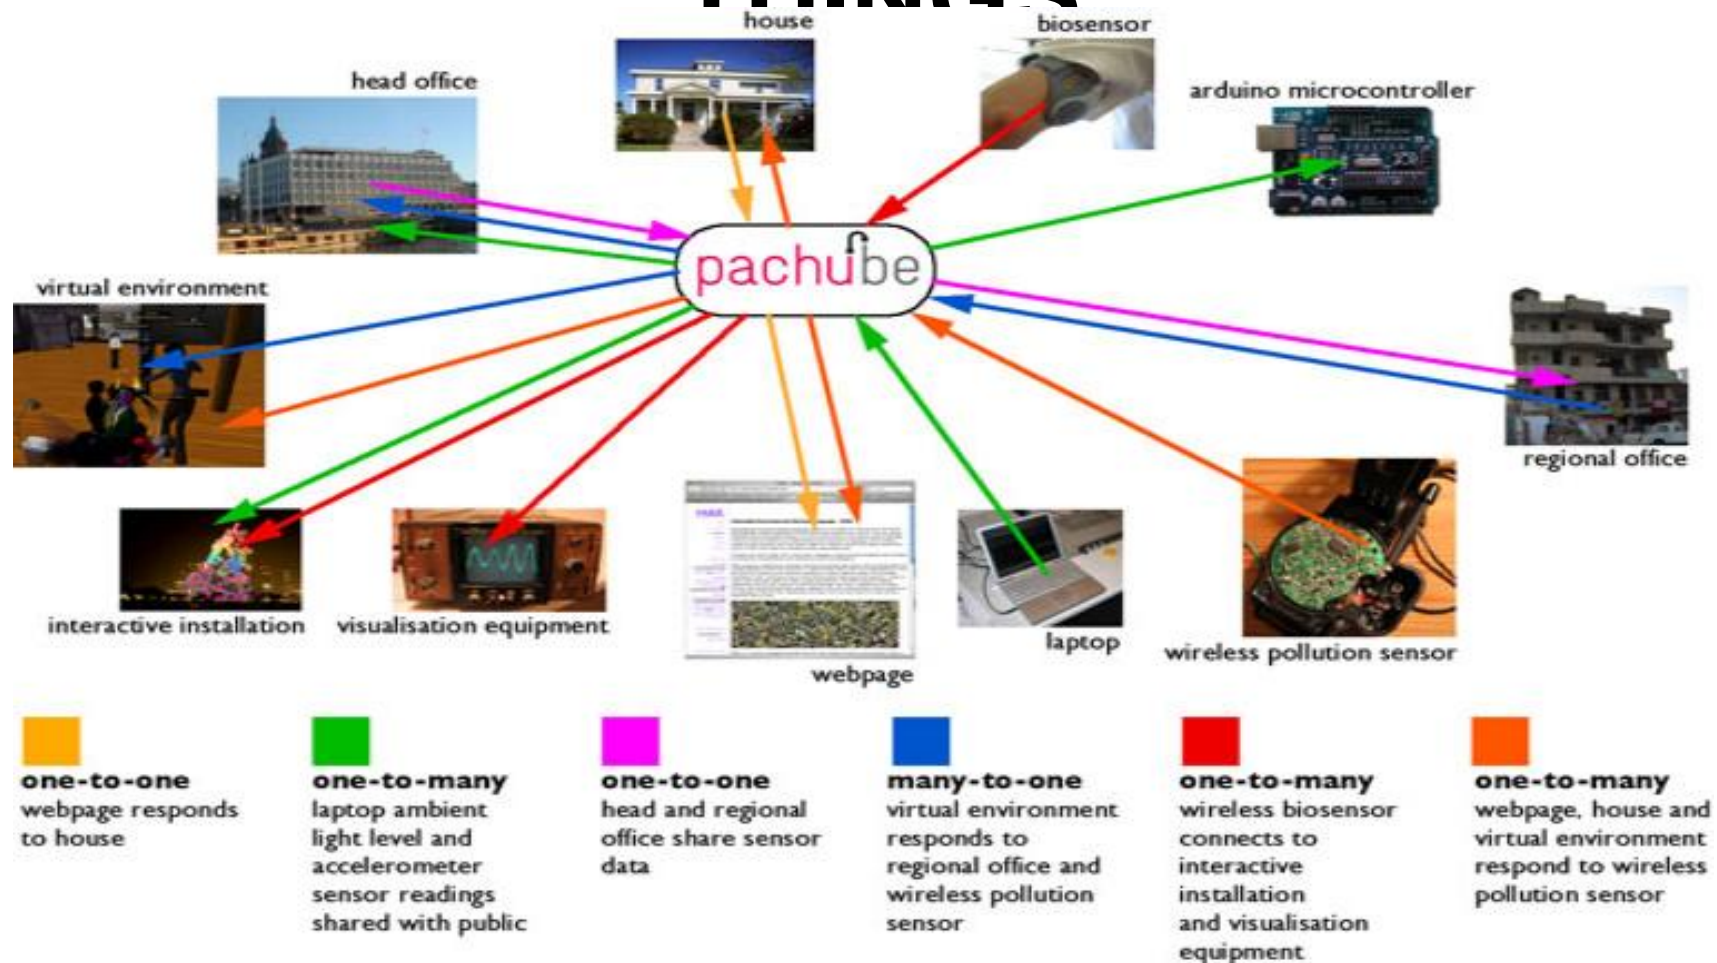 THINGS
house
biosensor
head office
arduino microcontroller
pachube
virtual environment
regional office
interactive installation
visualisation equipment
laptop
wireless pollution sensor
webpage
one-to-one
webpage responds
to house
one-to-many
laptop ambient
light level and
accelerometer
sensor readings
shared with public
one-to-one
head and regional
office share sensor
data
many-to-one
virtual environment
responds to
regional office and
wireless pollution
sensor
one-to-many
wireless biosensor
connects to
interactive
installation
and visualisation
equipment
one-to-many
webpage, house and
virtual environment
respond to wireless
pollution sensor